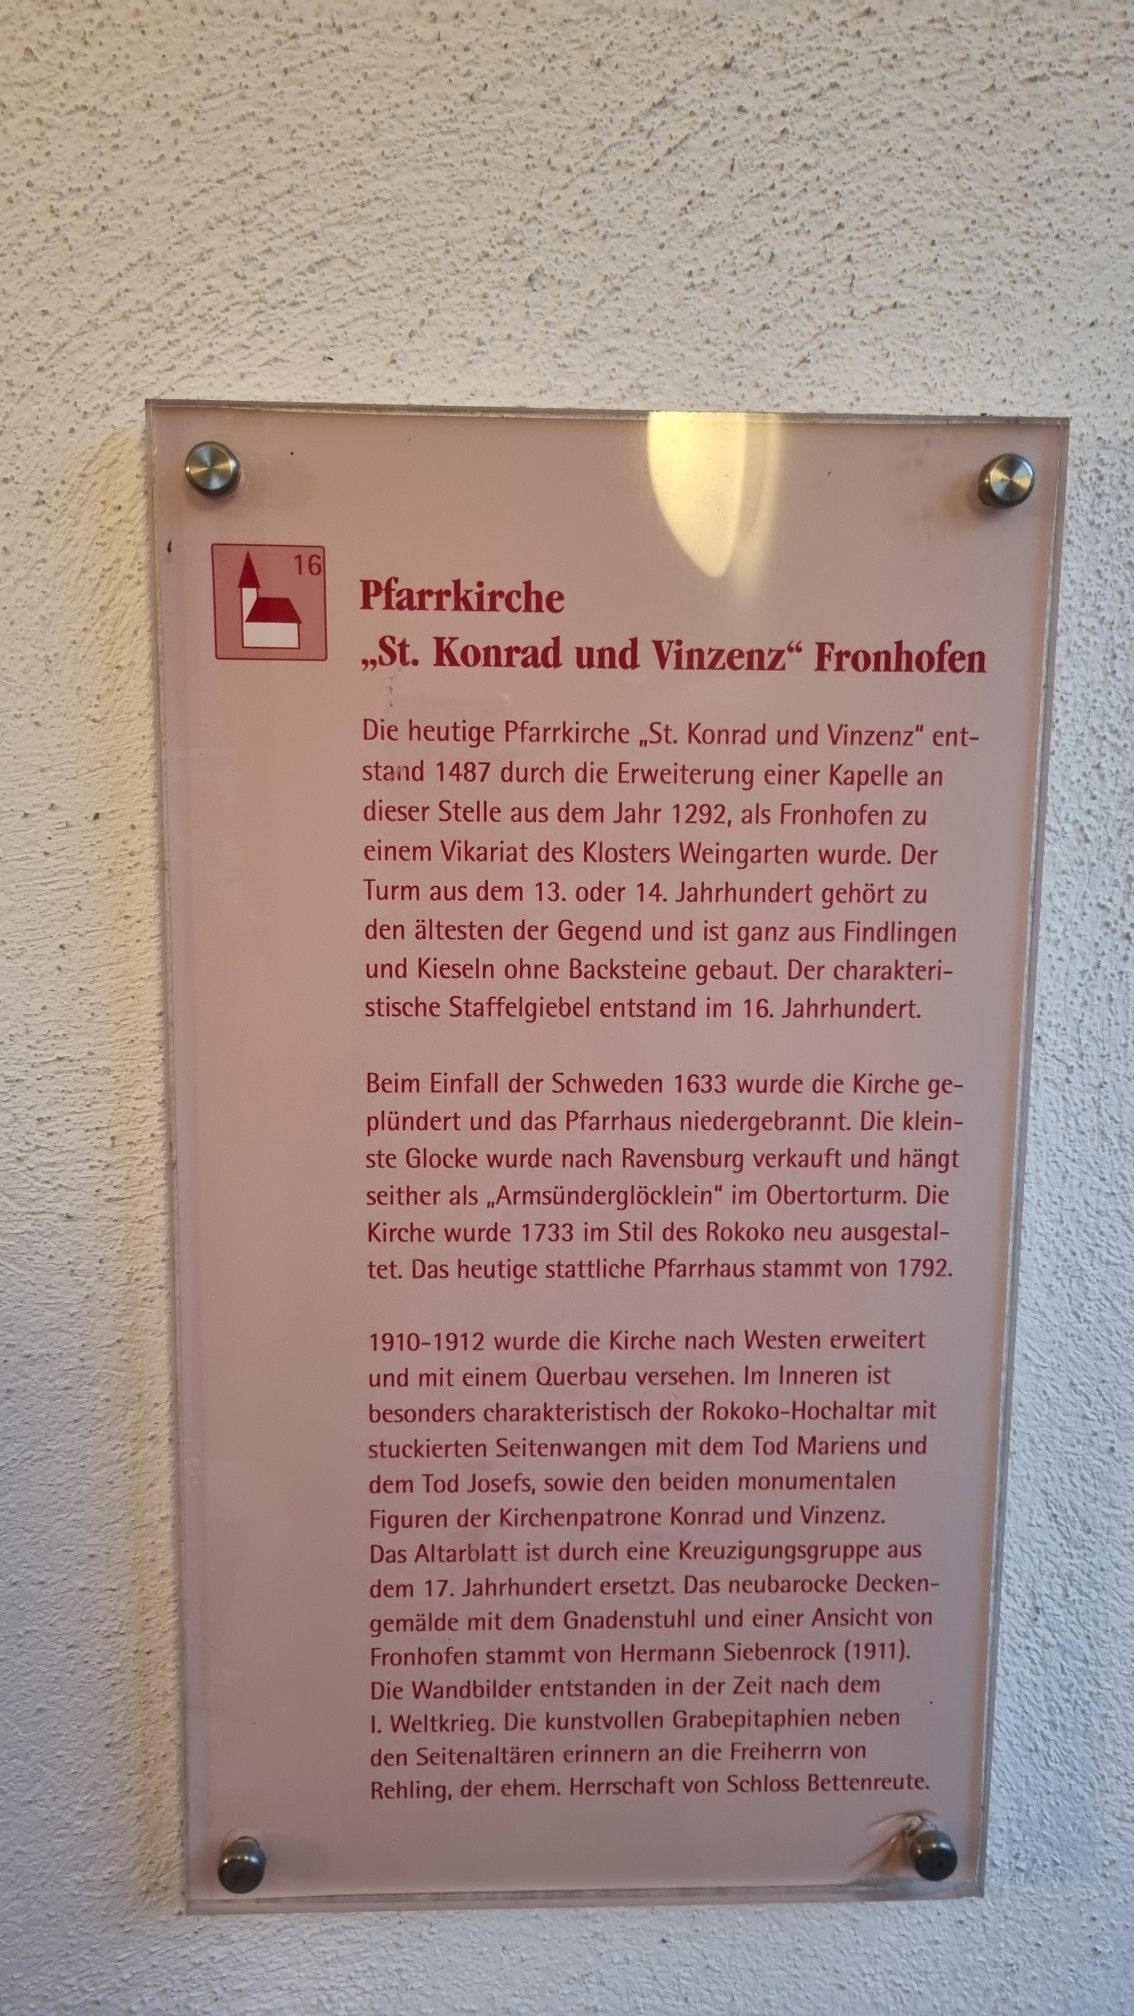 16
Pfarrkirche
„St. Konrad und Vinzenz“ Fronhofen
Die heutige Pfarrkirche „St. Konrad und Vinzenz“ ent-
stand 1487 durch die Erweiterung einer Kapelle an
dieser Stelle aus dem Jahr 1292, als Fronhofen zu
einem Vikariat des Klosters Weingarten wurde. Der
Turm aus dem 13. oder 14. Jahrhundert gehört zu
den ältesten der Gegend und ist ganz aus Findlingen
und Kieseln ohne Backsteine gebaut. Der charakteri-
stische Staffelgiebel entstand im 16. Jahrhundert.
Beim Einfall der Schweden 1633 wurde die Kirche ge-
plündert und das Pfarrhaus niedergebrannt. Die klein-
ste Glocke wurde nach Ravensburg verkauft und hängt
seither als „Armsünderglöcklein“ im Obertorturm. Die
Kirche wurde 1733 im Stil des Rokoko neu ausgestal-
tet. Das heutige stattliche Pfarrhaus stammt von 1792.
1910-1912 wurde die Kirche nach Westen erweitert
und mit einem Querbau versehen. Im Inneren ist
besonders charakteristisch der Rokoko-Hochaltar mit
stuckierten Seitenwangen mit dem Tod Mariens und
dem Tod Josefs, sowie den beiden monumentalen
Figuren der Kirchenpatrone Konrad und Vinzenz.
Das Altarblatt ist durch eine Kreuzigungsgruppe aus
dem 17. Jahrhundert ersetzt. Das neubarocke Decken-
gemälde mit dem Gnadenstuhl und einer Ansicht von
Fronhofen stammt von Hermann Siebenrock (1911).
Die Wandbilder entstanden in der Zeit nach dem
I. Weltkrieg. Die kunstvollen Grabepitaphien neben
den Seitenaltären erinnern an die Freiherrn von
Rehling, der ehem. Herrschaft von Schloss Bettenreute.